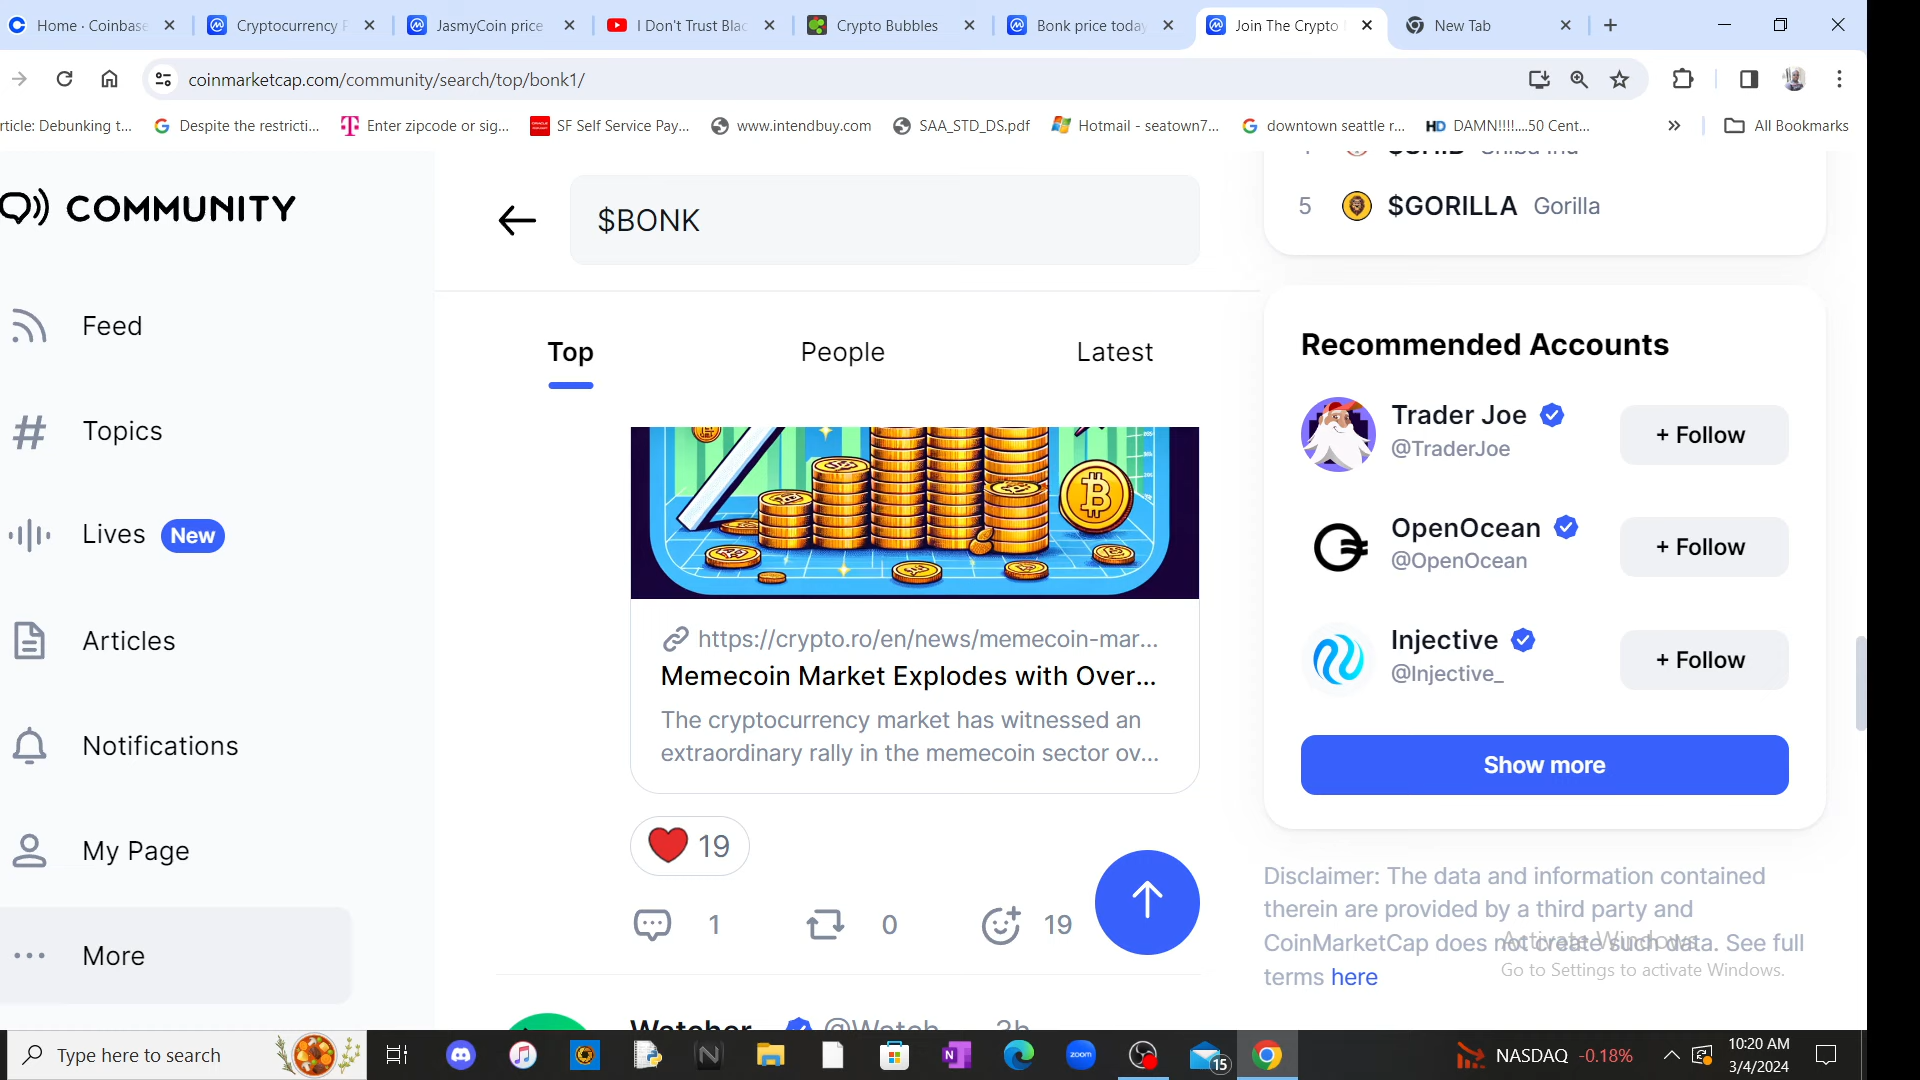 Home · Coinbase
Cryptocurrency P
JasmyCoin price
I Don't Trust Blac
Crypto Bubbles
Bonk price today
Join The Crypto
New Tab
coinmarketcap.com/community/search/top/bonk1/
rticle: Debunking t...
Despite the restricti...
Enter zipcode or sig...
SF Self Service Pay...
www.intendbuy.com
SAA_STD_DS.pdf
Hotmail - seatown7...
downtown seattle r...
HD DAMN!!!!....50 Cent...
All Bookmarks
COMMUNITY
Feed
Topics
Lives New
Articles
Notifications
My Page
More
$BONK
Top
People
Latest
https://crypto.ro/en/news/memecoin-mar...
Memecoin Market Explodes with Over...
The cryptocurrency market has witnessed an
extraordinary rally in the memecoin sector ov...
19
1
0
19
Watcher @Watch 3h
$SHIB Shiba Inu
5 $GORILLA Gorilla
Recommended Accounts
Trader Joe
@TraderJoe
+ Follow
OpenOcean
@OpenOcean
+ Follow
Injective
@Injective_
+ Follow
Show more
Disclaimer: The data and information contained
therein are provided by a third party and
CoinMarketCap does not create such data. See full
terms here
Activate Windows
Go to Settings to activate Windows.
Type here to search
zoom
15
NASDAQ -0.18%
10:20 AM
3/4/2024